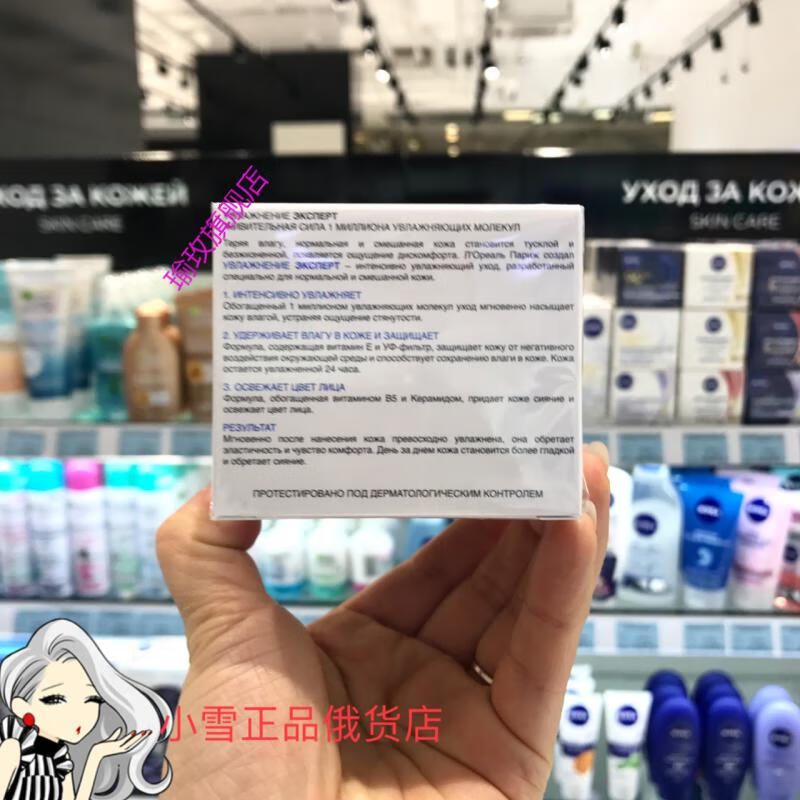 ХОД ЗА КОЖЕЙ
SKIN CARE
УХОД ЗА КОЖ
SKIN CARE
瑜玫旗舰店
ЭКСПЕРТ
СИЛА 1 МИЛЛИОНА УВЛАЖНЯЮЩИХ МОЛЕКУЛ
Теряя влагу, нормальная и смешанная кожа становится тусклой и
безжизненной, появляется ощущение дискомфорта. Л'Ореаль Париж создал
УВЛАЖНЕНИЕ ЭКСПЕРТ – интенсивно увлажняющий уход, разработанный
специально для нормальной и смешанной кожи.
1. ИНТЕНСИВНО УВЛАЖНЯЕТ
Обогащенный 1 миллионом увлажняющих молекул уход мгновенно насыщает
кожу влагой, устраняя ощущение стянутости.
2. УДЕРЖИВАЕТ ВЛАГУ В КОЖЕ И ЗАЩИЩАЕТ
Формула, содержащая витамин Е и УФ-фильтр, защищает кожу от негативного
воздействия окружающей среды и способствует сохранению влаги в коже. Кожа
остается увлажненной 24 часа.
3. ОСВЕЖАЕТ ЦВЕТ ЛИЦА
Формула, обогащенная витамином В5 и Керамидом, придает коже сияние и
освежает цвет лица.
РЕЗУЛЬТАТ
Мгновенно после нанесения кожа превосходно увлажнена, она обретает
эластичность и чувство комфорта. День за днем кожа становится более гладкой
и обретает сияние.
ПРОТЕСТИРОВАНО ПОД ДЕРМАТОЛОГИЧЕСКИМ КОНТРОЛЕМ
小雪正品俄货店